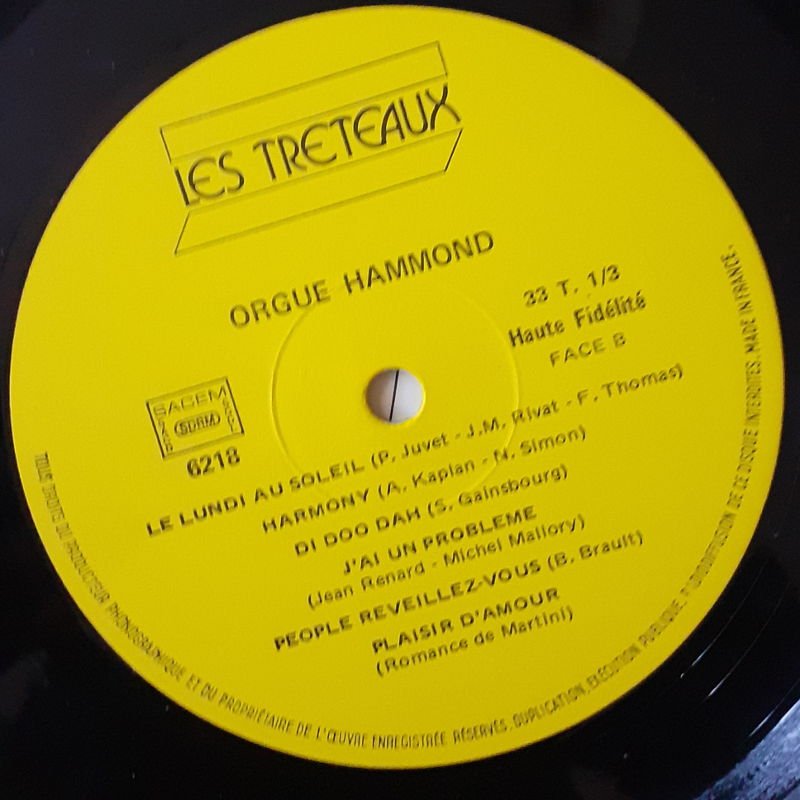 LES TRETEAUX
ORGUE HAMMOND
33 T. 1/3
Haute Fidélité
FACE B
SACEM
SACD
SDRM
6218
LE LUNDI AU SOLEIL (P. Juvet - J.M. Rivat - F. Thomas)
HARMONY (A. Kaplan - N. Simon)
DI DOO DAH (S. Gainsbourg)
J'AI UN PROBLEME
(Jean Renard - Michel Mallory)
PEOPLE REVEILLEZ-VOUS (B. Brault)
PLAISIR D'AMOUR
(Romance de Martini)
TOUS DROITS DU PRODUCTEUR PHONOGRAPHIQUE ET DU PROPRIÉTAIRE DE L'ŒUVRE ENREGISTRÉE RÉSERVÉS. DUPLICATION, EXÉCUTION PUBLIQUE, RADIODIFFUSION DE CE DISQUE INTERDITES. MADE IN FRANCE.